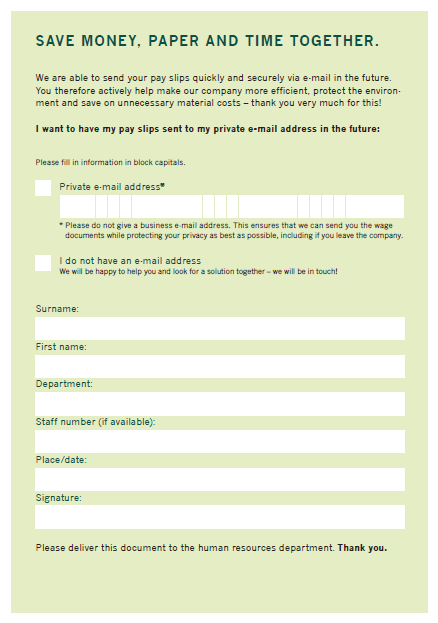 SAVE MONEY, PAPER AND TIME TOGETHER.
We are able to send your pay slips quickly and securely via e-mail in the future.
You therefore actively help make our company more efficient, protect the environ-
ment and save on unnecessary material costs – thank you very much for this!
I want to have my pay slips sent to my private e-mail address in the future:
Please fill in information in block capitals.
Private e-mail address*
* Please do not give a business e-mail address. This ensures that we can send you the wage
documents while protecting your privacy as best as possible, including if you leave the company.
I do not have an e-mail address
We will be happy to help you and look for a solution together – we will be in touch!
Surname:
First name:
Department:
Staff number (if available):
Place/date:
Signature:
Please deliver this document to the human resources department. Thank you.